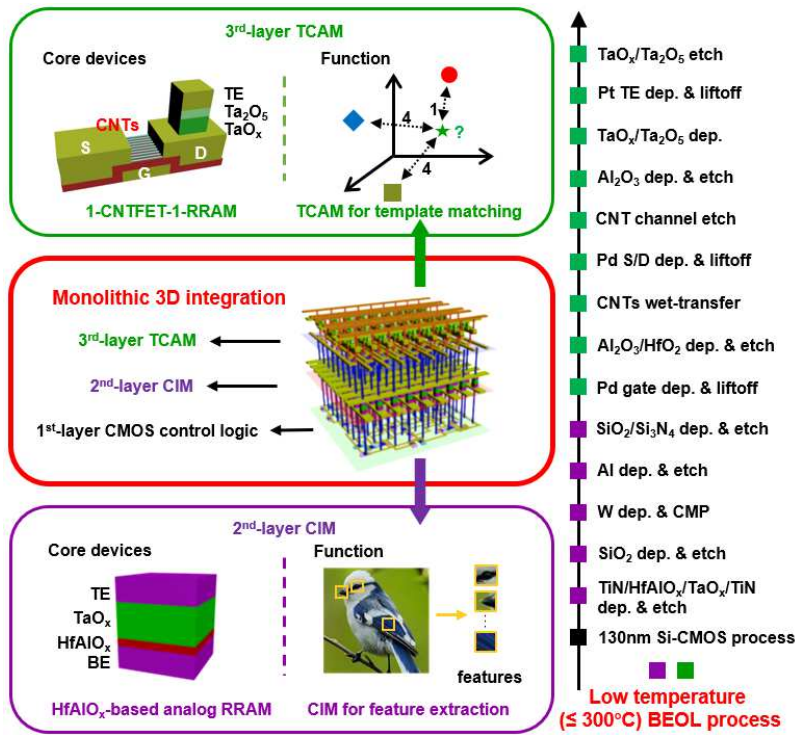 3rd-layer TCAM
Core devices
Function
TE
Ta2O5
TaOx
CNTs
S
D
G
1
4
?
4
1-CNTFET-1-RRAM
TCAM for template matching
Monolithic 3D integration
3rd-layer TCAM
2nd-layer CIM
1st-layer CMOS control logic
2nd-layer CIM
Core devices
Function
TE
TaOx
HfAlOx
BE
features
HfAlOx-based analog RRAM
CIM for feature extraction
TaOx/Ta2O5 etch
Pt TE dep. & liftoff
TaOx/Ta2O5 dep.
Al2O3 dep. & etch
CNT channel etch
Pd S/D dep. & liftoff
CNTs wet-transfer
Al2O3/HfO2 dep. & etch
Pd gate dep. & liftoff
SiO2/Si3N4 dep. & etch
Al dep. & etch
W dep. & CMP
SiO2 dep. & etch
TiN/HfAlOx/TaOx/TiN
dep. & etch
130nm Si-CMOS process
Low temperature
(≤ 300°C) BEOL process